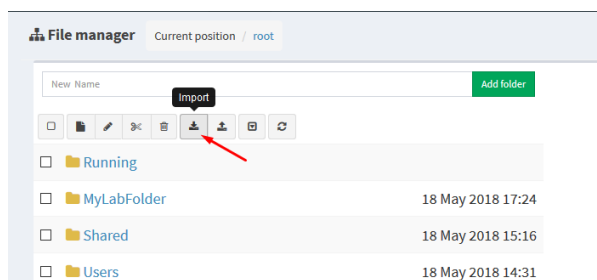 File manager Current position / root
New Name Add folder
Import
Running
MyLabFolder 18 May 2018 17:24
Shared 18 May 2018 15:16
Users 18 May 2018 14:31